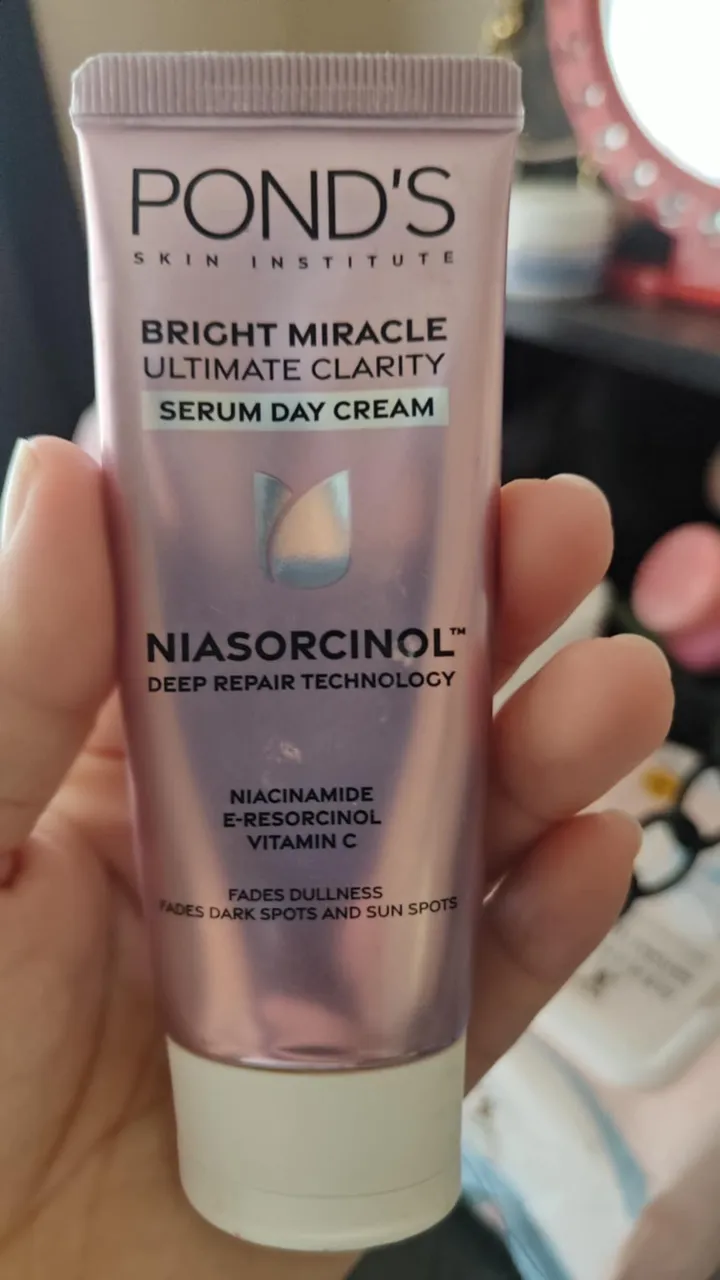 POND'S
SKIN INSTITUTE
BRIGHT MIRACLE
ULTIMATE CLARITY
SERUM DAY CREAM
NIASORCINOL™
DEEP REPAIR TECHNOLOGY
NIACINAMIDE
E-RESORCINOL
VITAMIN C
FADES DULLNESS
FADES DARK SPOTS AND SUN SPOTS